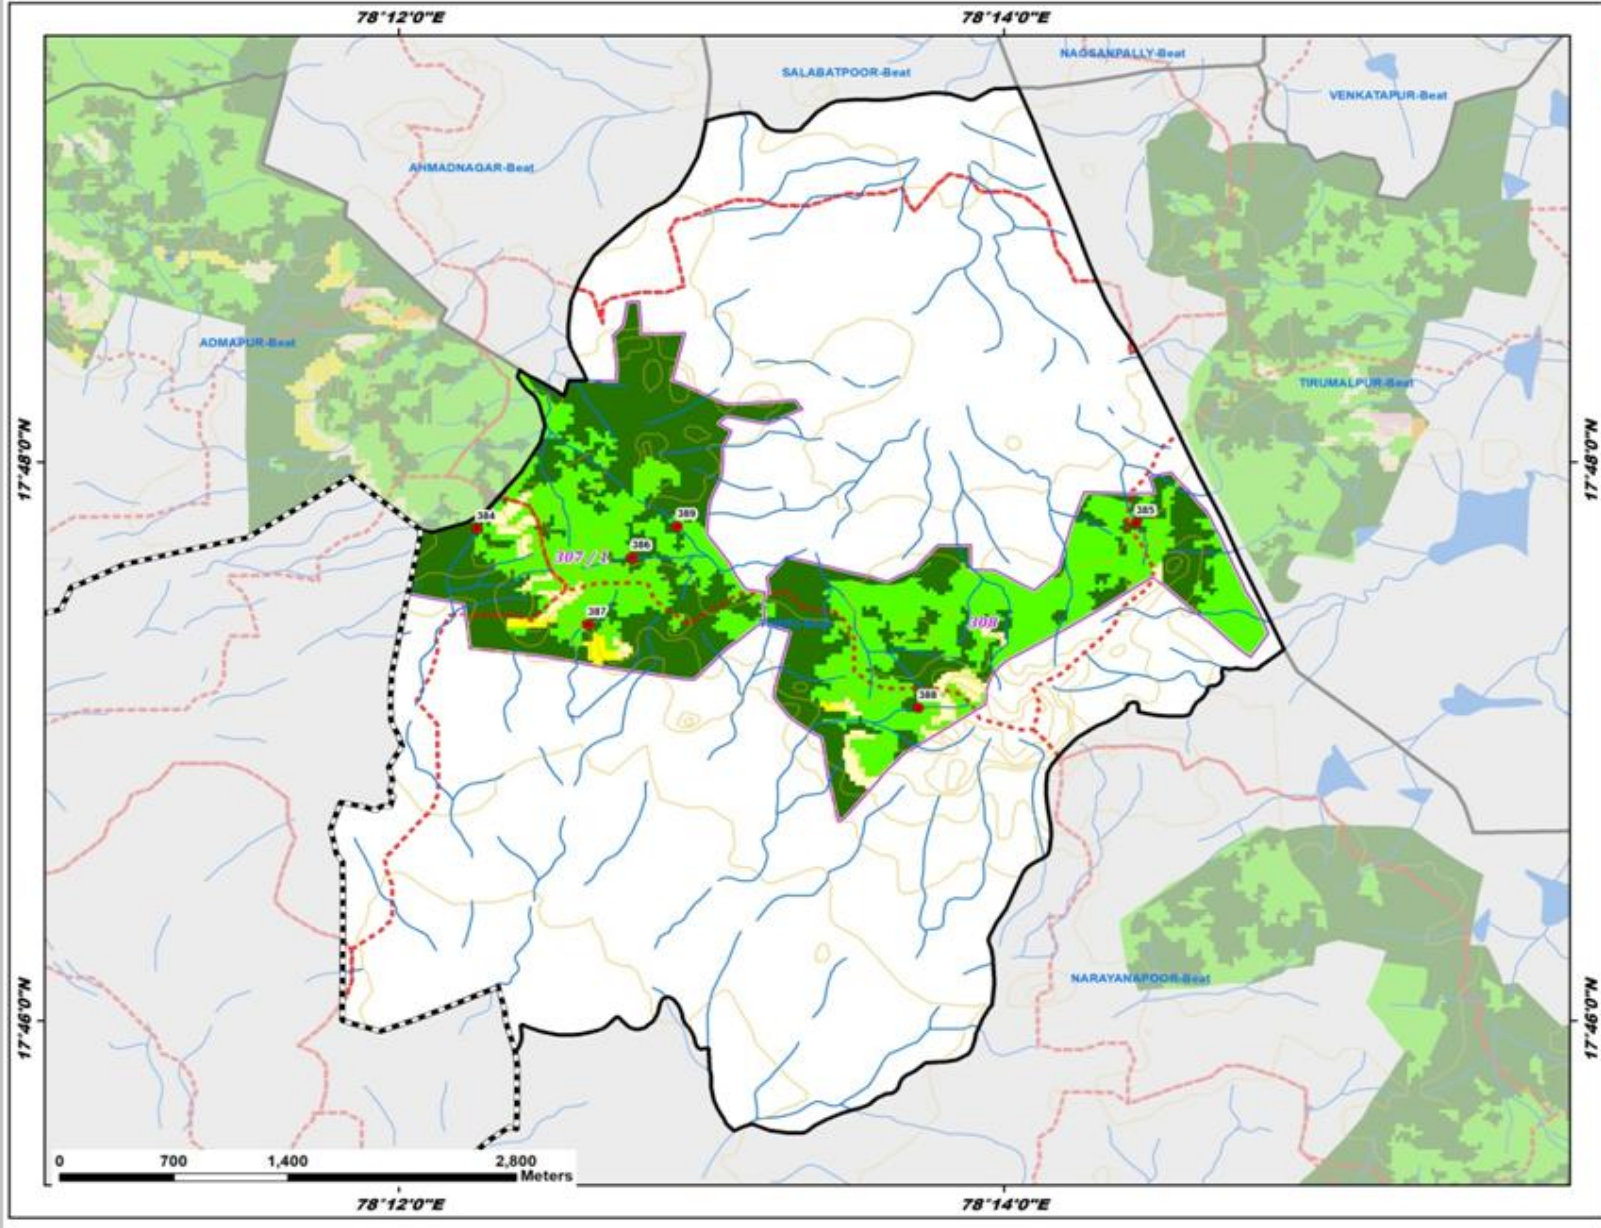 78°12'0"E
78°14'0"E
NAGSANPALLY-Beat
SALABATPOOR-Beat
VENKATAPUR-Beat
AHMADNAGAR-Beat
ADMAPUR-Beat
TIRUMALPUR-Beat
17°48'0"N
17°48'0"N
384
389
385
386
307 / 1
387
308
388
NARAYANAPOOR-Beat
17°46'0"N
17°46'0"N
0 700 1,400 2,800
Meters
78°12'0"E
78°14'0"E